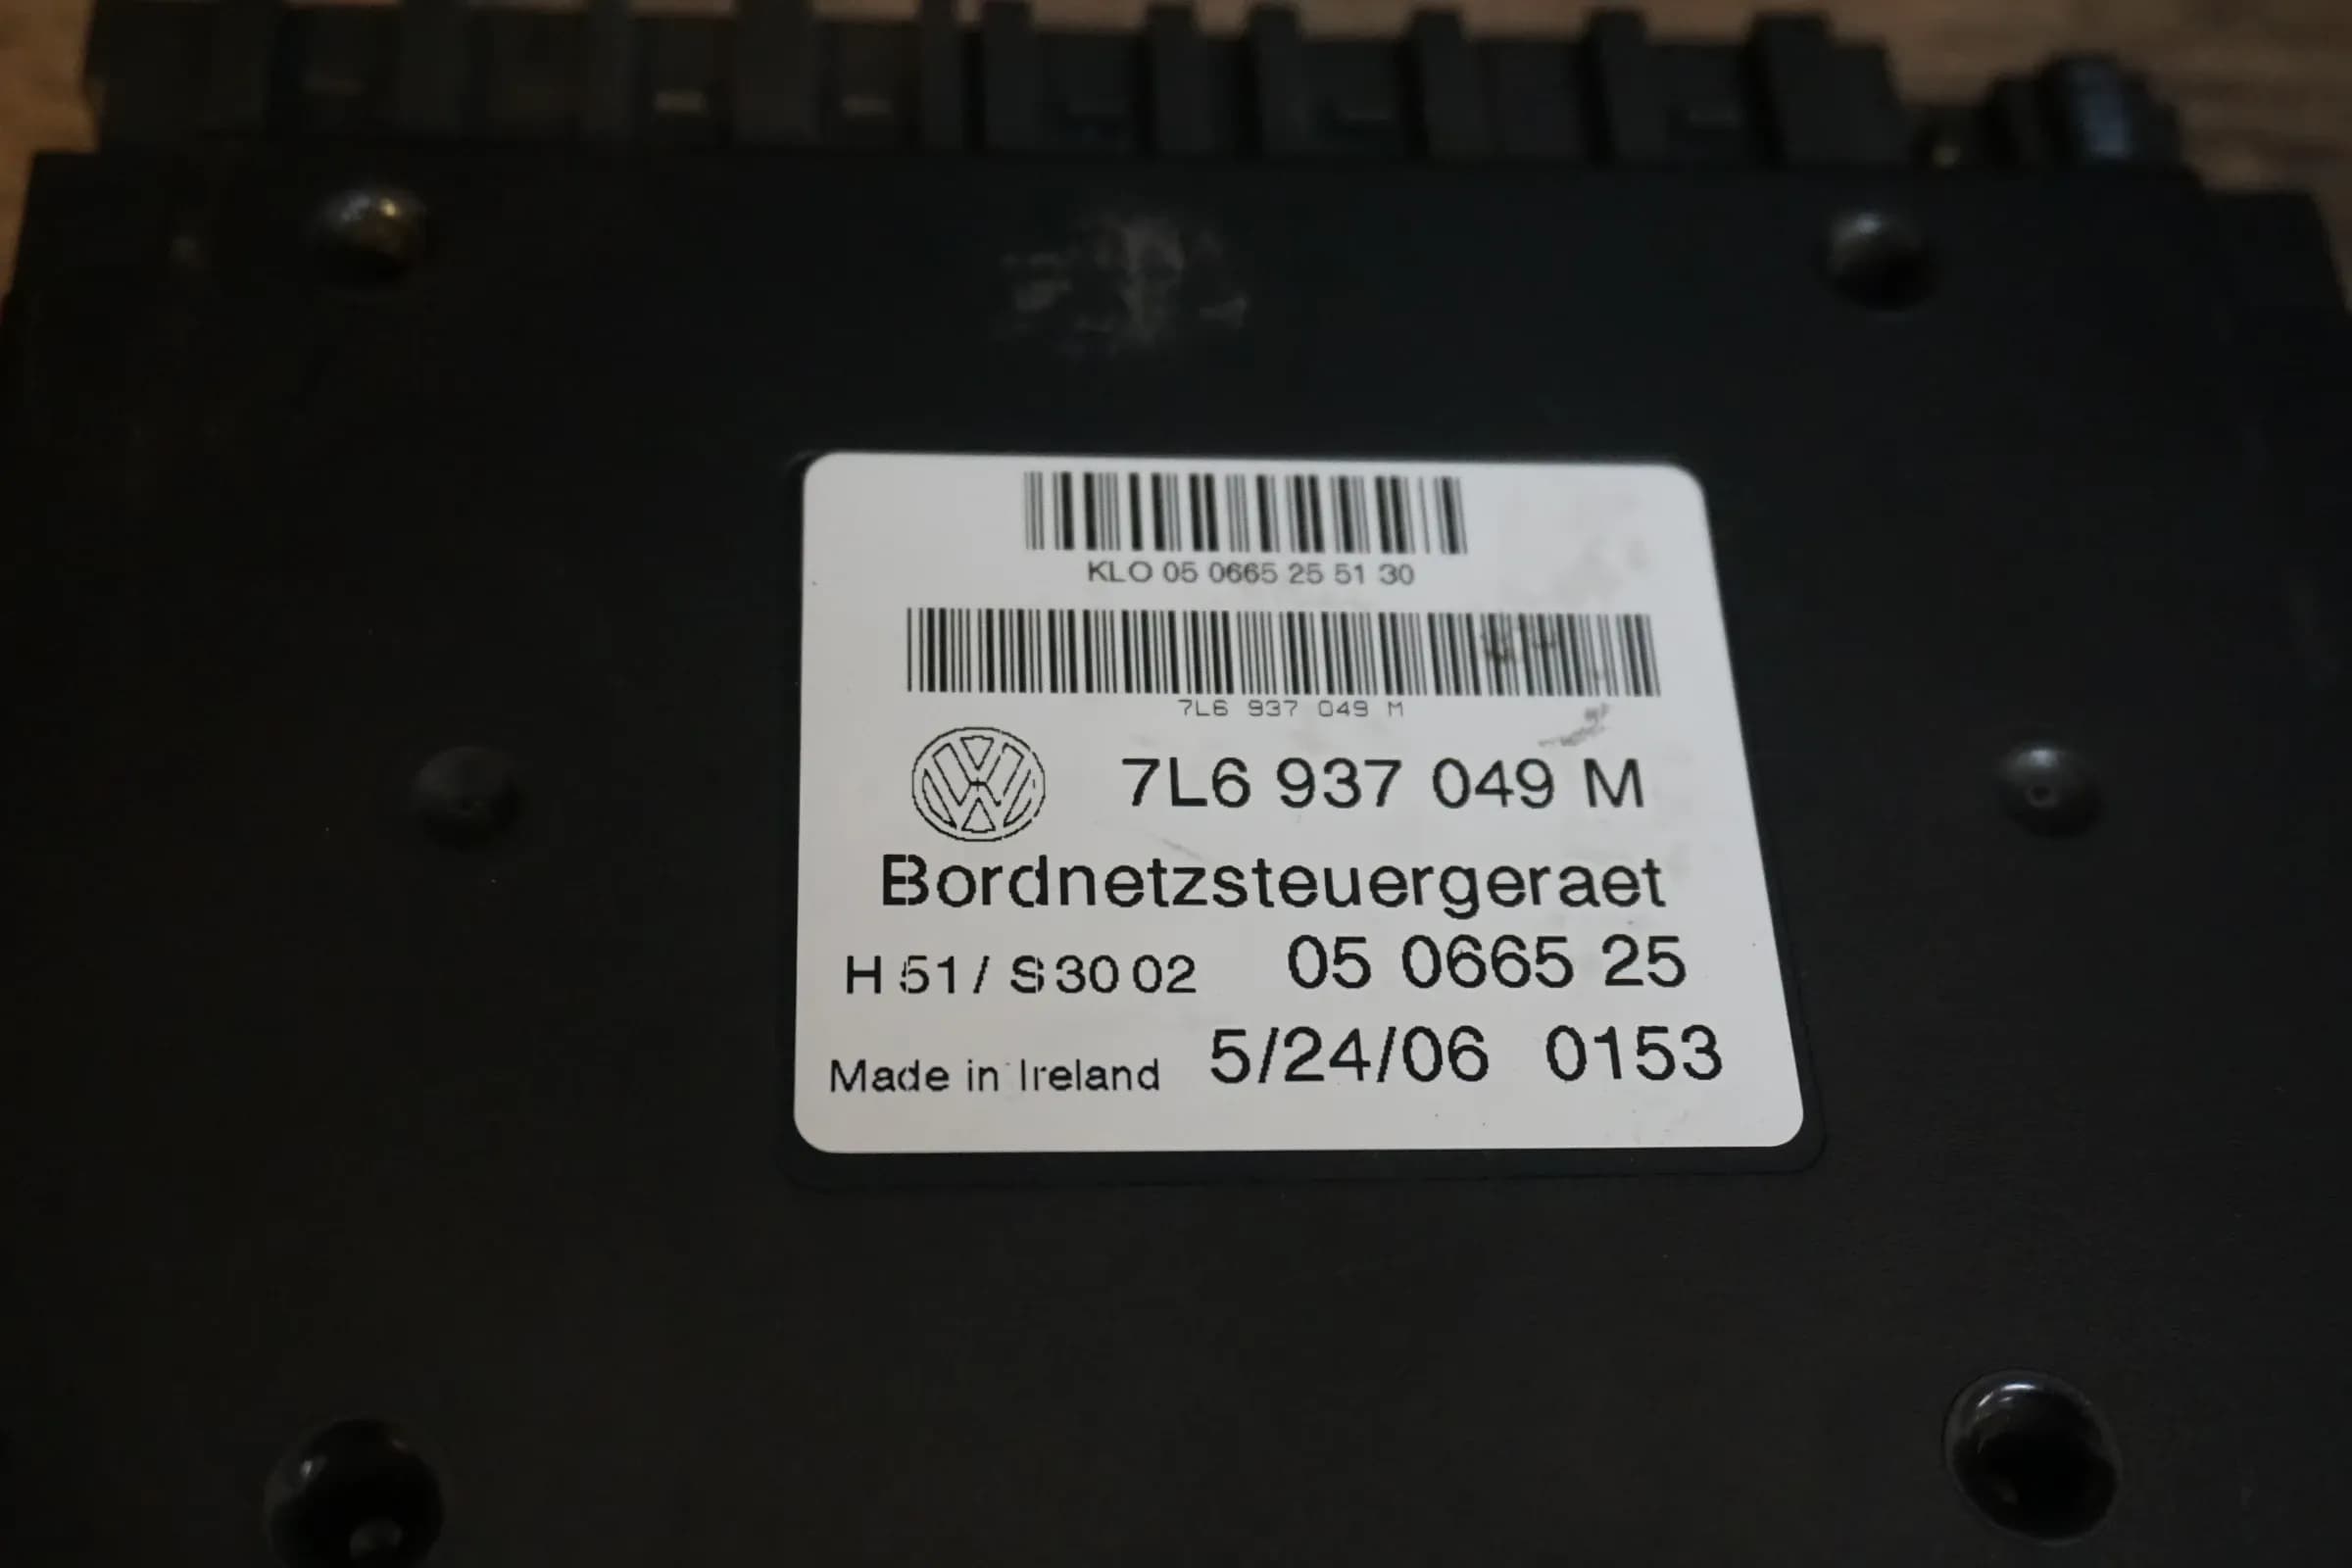 KLO 05 0665 25 51 30
7L6 937 049 M
7L6 937 049 M
Bordnetzsteuergeraet
H 51 / S 30 02 05 0665 25
Made in Ireland 5/24/06 0153